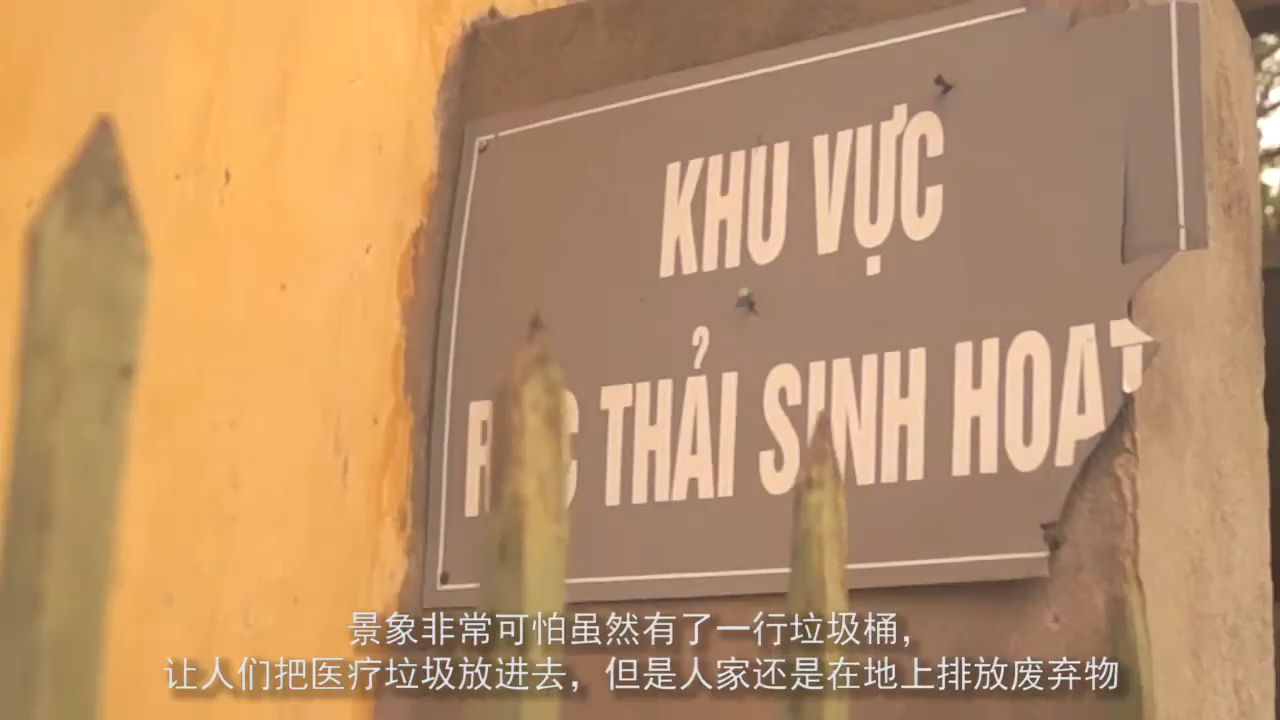 KHU VỰC
THẢI SINH HOẠT
景象非常可怕虽然有了一行垃圾桶，
让人们把医疗垃圾放进去，但是人家还是在地上排放废弃物